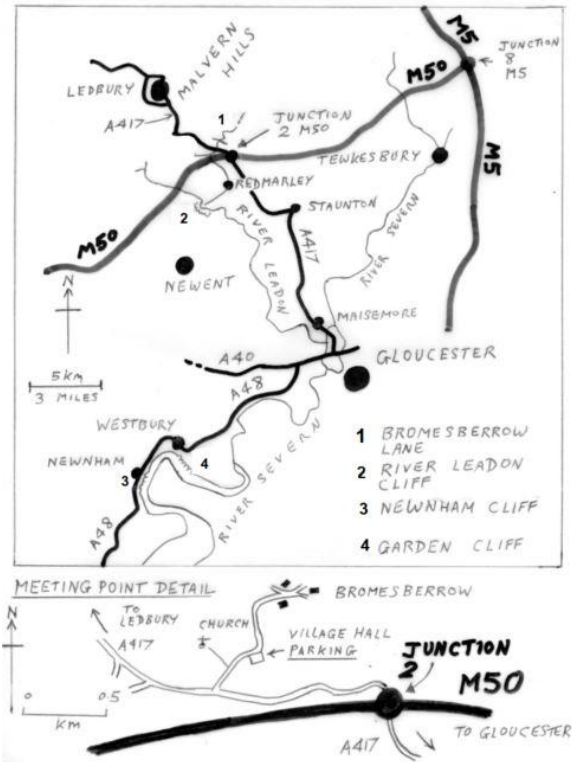 M5
JUNCTION
8
M5
M50
MALVERN
HILLS
LEDBURY
A417
1
JUNCTION
2 M50
TEWKESBURY
M5
REDMARLEY
2
STAUNTON
M50
RIVER LEADON
A417
RIVER SEVERN
N
NEWENT
MAISEMORE
A40
GLOUCESTER
5km
3 MILES
A48
WESTBURY
NEWNHAM
4
3
RIVER SEVERN
A48
1 BROMESBERROW
LANE
2 RIVER LEADON
CLIFF
3 NEWNHAM CLIFF
4 GARDEN CLIFF
MEETING POINT DETAIL
N
TO
LEDBURY
A417
CHURCH
BROMESBERROW
VILLAGE HALL
PARKING
JUNCTION
2
M50
0 0.5
km
A417
TO GLOUCESTER